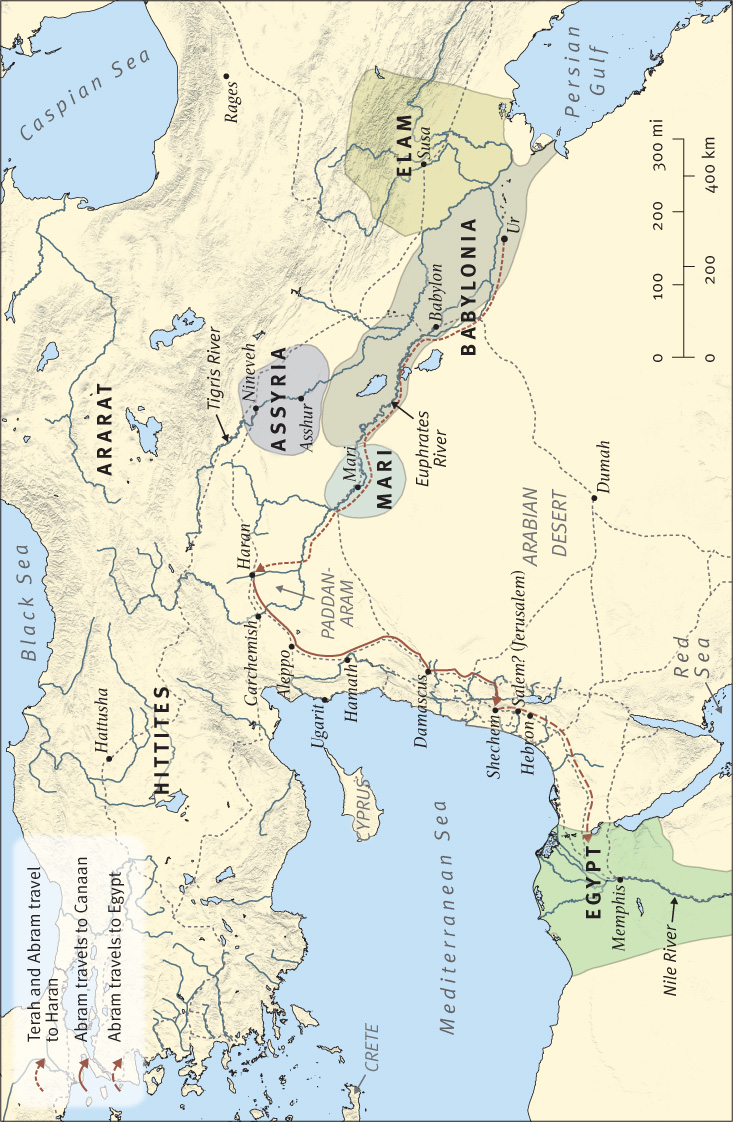 Terah and Abram travel
to Haran
Abram travels to Canaan
Abram travels to Egypt
Black Sea
Caspian Sea
ARARAT
Rages
Hattusha
HITTITES
Tigris River
Nineveh
ASSYRIA
Asshur
Haran
Carchemish
Aleppo
PADDAN-
ARAM
Ugarit
Hamath
Mari
MARI
Euphrates
River
ELAM
Susa
Babylon
BABYLONIA
Ur
Persian
Gulf
CYPRUS
CRETE
Mediterranean Sea
Damascus
Shechem
Salem? (Jerusalem)
Hebron
ARABIAN
DESERT
Dumah
EGYPT
Memphis
Nile River
Red
Sea
0 100 200 300 mi
0 200 400 km